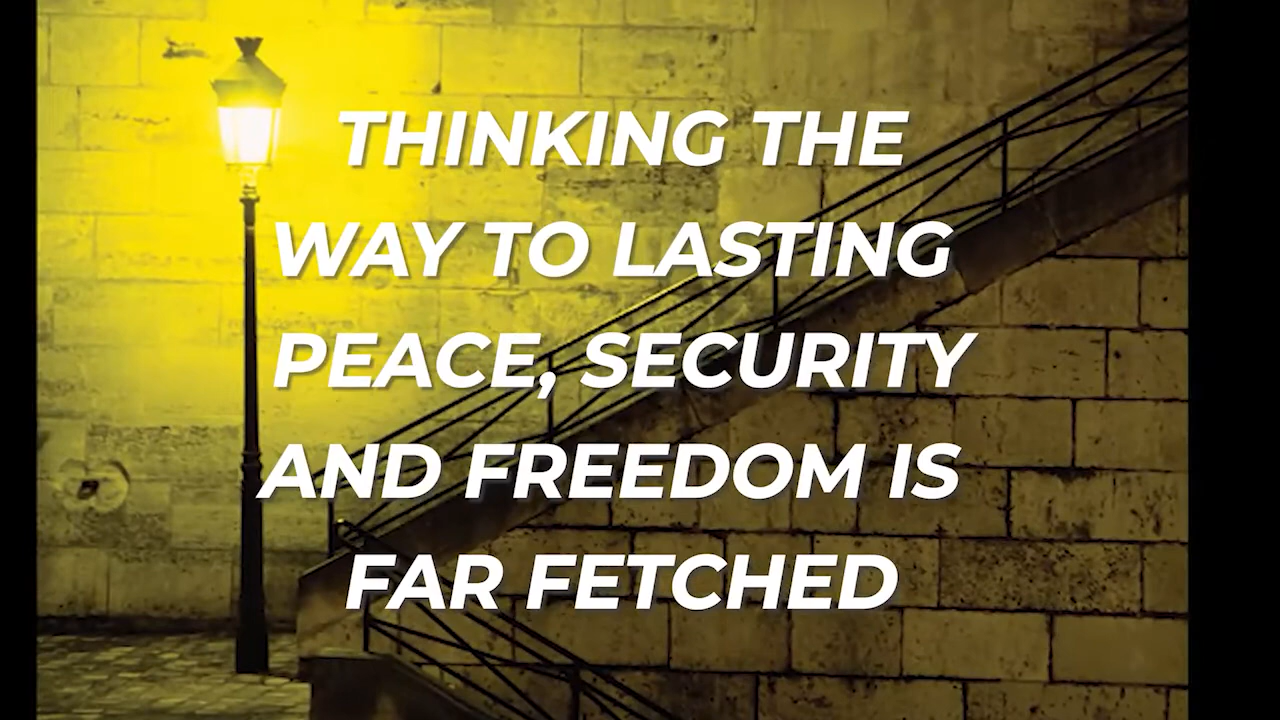 THINKING THE
WAY TO LASTING
PEACE, SECURITY
AND FREEDOM IS
FAR FETCHED